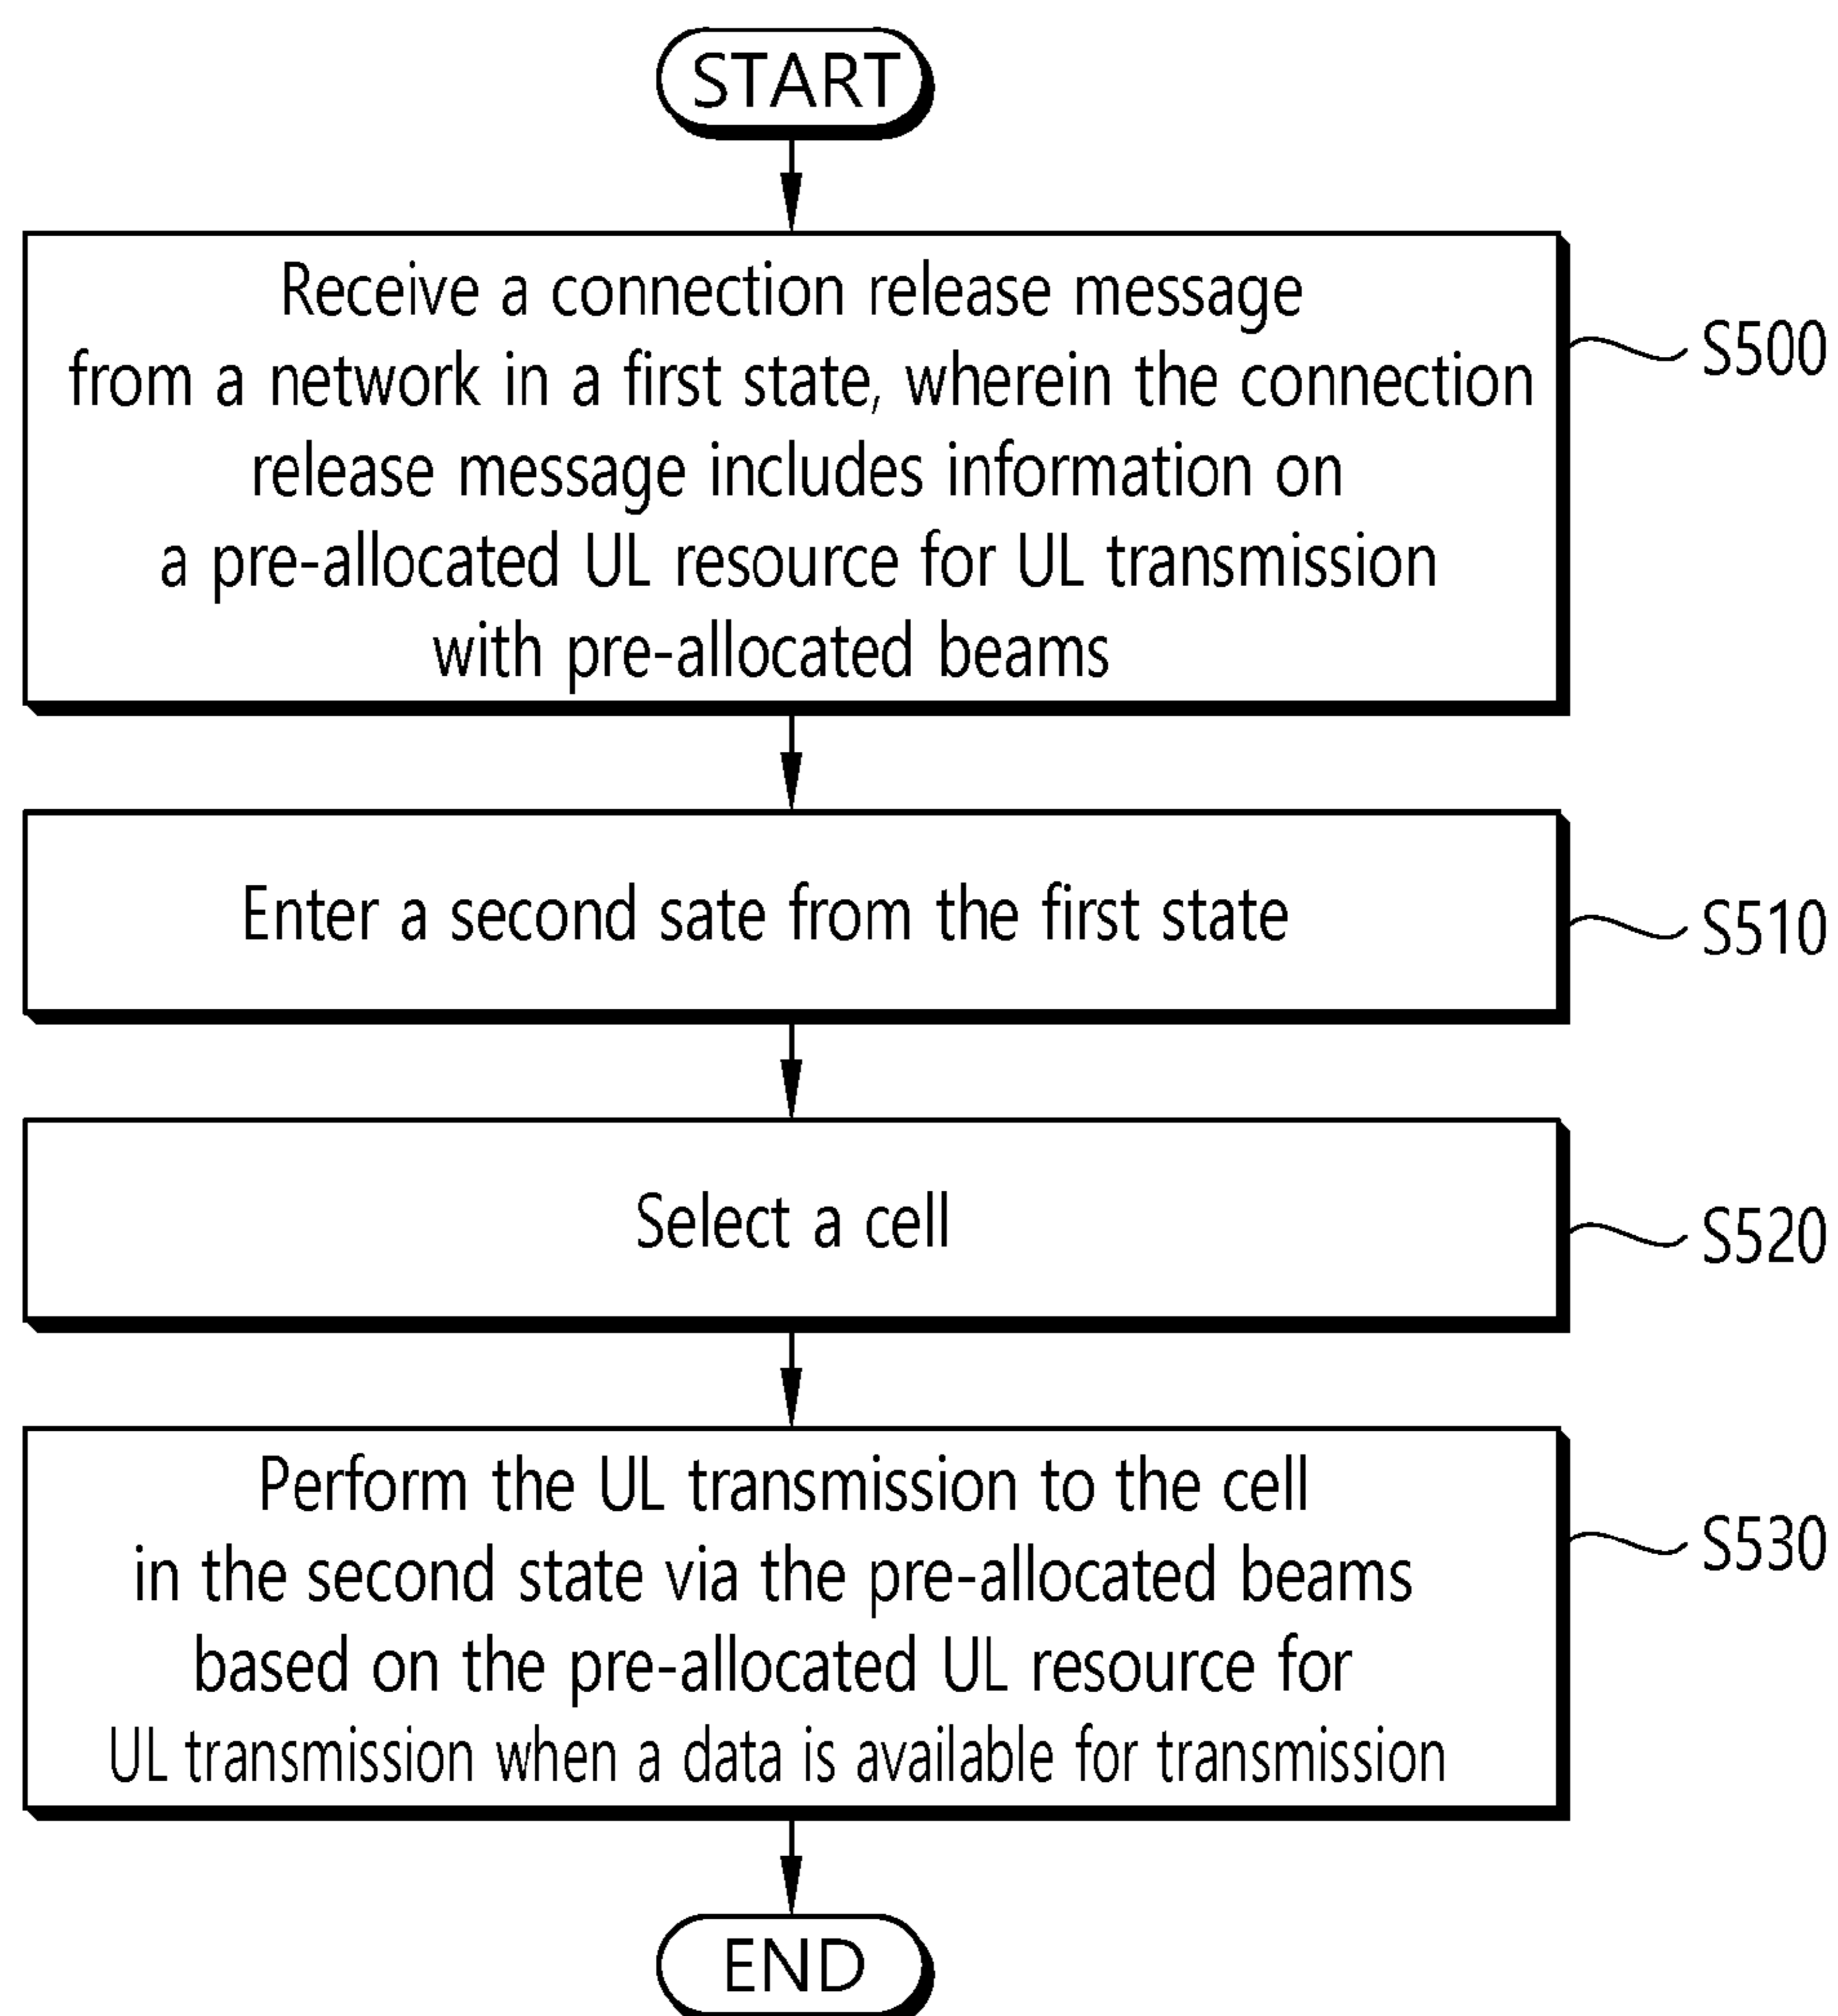 START
Receive a connection release message
from a network in a first state, wherein the connection
release message includes information on
a pre-allocated UL resource for UL transmission
with pre-allocated beams
S500
Enter a second sate from the first state
S510
Select a cell
S520
Perform the UL transmission to the cell
in the second state via the pre-allocated beams
based on the pre-allocated UL resource for
UL transmission when a data is available for transmission
S530
END